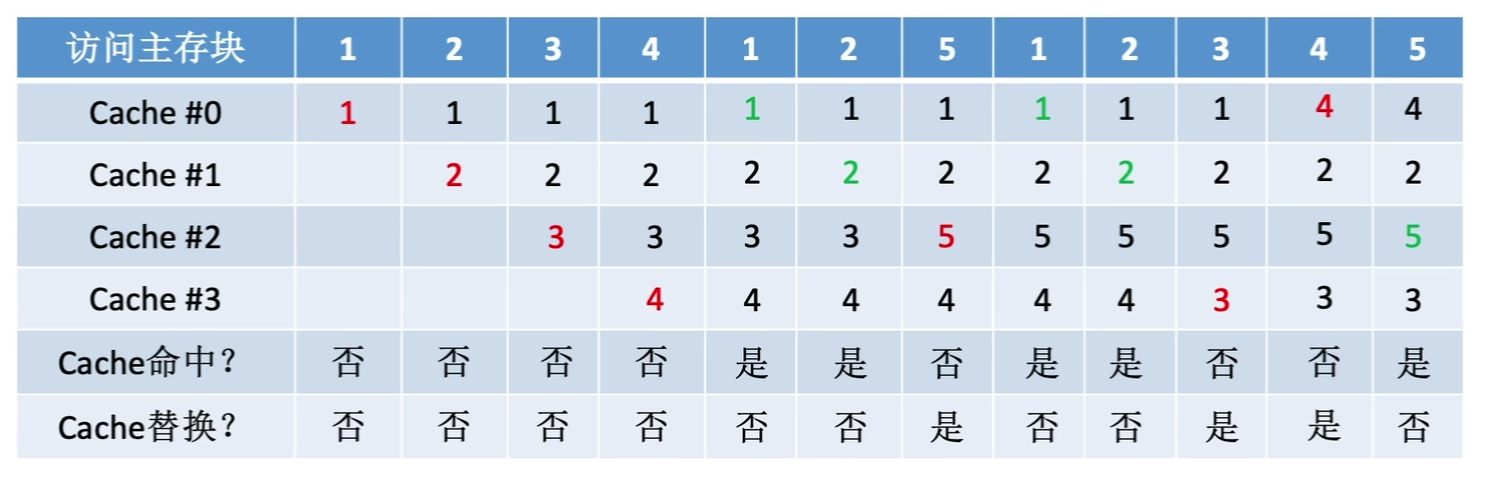 访问主存块 1 2 3 4 1 2 5 1 2 3 4 5
Cache #0 1 1 1 1 1 1 1 1 1 1 4 4
Cache #1 2 2 2 2 2 2 2 2 2 2 2
Cache #2 3 3 3 3 5 5 5 5 5 5
Cache #3 4 4 4 4 4 4 3 3 3
Cache命中? 否 否 否 否 是 是 否 是 是 否 否 是
Cache替换? 否 否 否 否 否 否 是 否 否 是 是 否